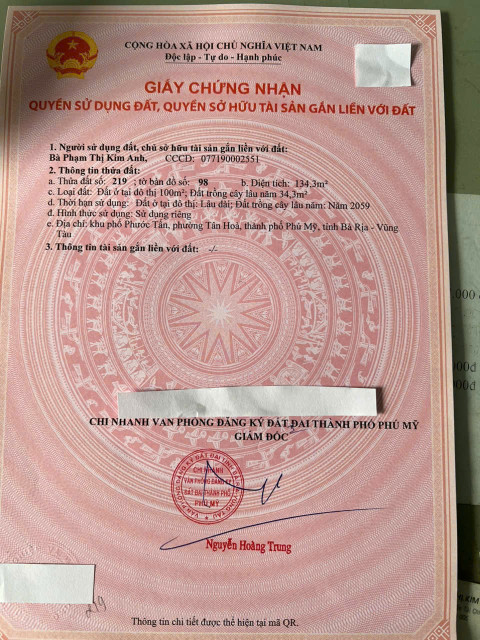 CỘNG HÒA XÃ HỘI CHỦ NGHĨA VIỆT NAM
Độc lập - Tự do - Hạnh phúc
GIẤY CHỨNG NHẬN
QUYỀN SỬ DỤNG ĐẤT, QUYỀN SỞ HỮU TÀI SẢN GẮN LIỀN VỚI ĐẤT
1. Người sử dụng đất, chủ sở hữu tài sản gắn liền với đất:
Bà Phạm Thị Kim Anh, CCCD: 077190002551
2. Thông tin thửa đất:
a. Thửa đất số: 219; tờ bản đồ số: 98 b. Diện tích: 134,3m²
c. Loại đất: Đất ở tại đô thị 100m²; Đất trồng cây lâu năm 34,3m²
d. Thời hạn sử dụng: Đất ở tại đô thị: Lâu dài; Đất trồng cây lâu năm: Năm 2059
đ. Hình thức sử dụng: Sử dụng riêng
e. Địa chỉ: khu phố Phước Tấn, phường Tân Hoà, thành phố Phú Mỹ, tỉnh Bà Rịa - Vũng
Tàu
3. Thông tin tài sản gắn liền với đất: -/-
CHI NHÁNH VĂN PHÒNG ĐĂNG KÝ ĐẤT ĐAI THÀNH PHỐ PHÚ MỸ
GIÁM ĐỐC
CHI NHÁNH
VĂN PHÒNG ĐĂNG KÝ
ĐẤT ĐAI THÀNH PHỐ
PHÚ MỸ
Nguyễn Hoàng Trung
219
Thông tin chi tiết được thể hiện tại mã QR.
000đ
000đ